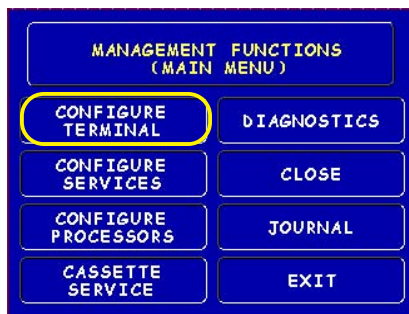 MANAGEMENT FUNCTIONS
(MAIN MENU)
CONFIGURE
TERMINAL
DIAGNOSTICS
CONFIGURE
SERVICES
CLOSE
CONFIGURE
PROCESSORS
JOURNAL
CASSETTE
SERVICE
EXIT